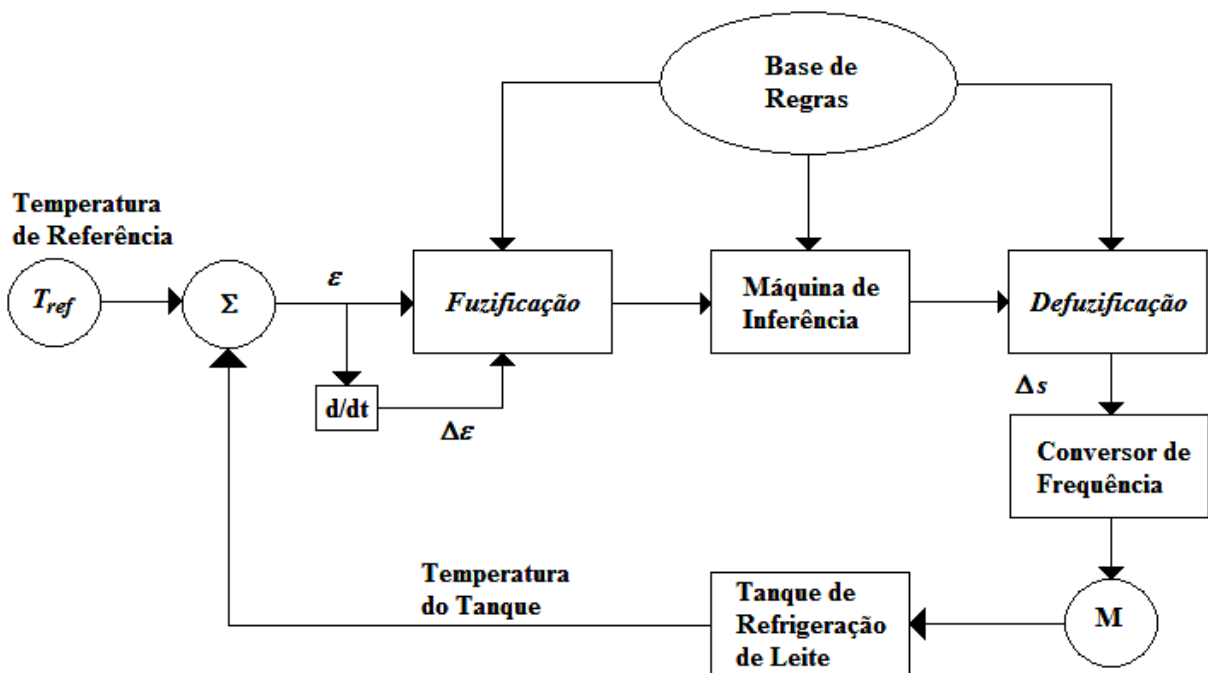 Base de
Regras
Temperatura
de Referência
T_ref
Σ
ε
Fuzificação
Máquina de
Inferência
Defuzificação
d/dt
Δε
Δs
Conversor de
Frequência
Temperatura
do Tanque
Tanque de
Refrigeração
de Leite
M